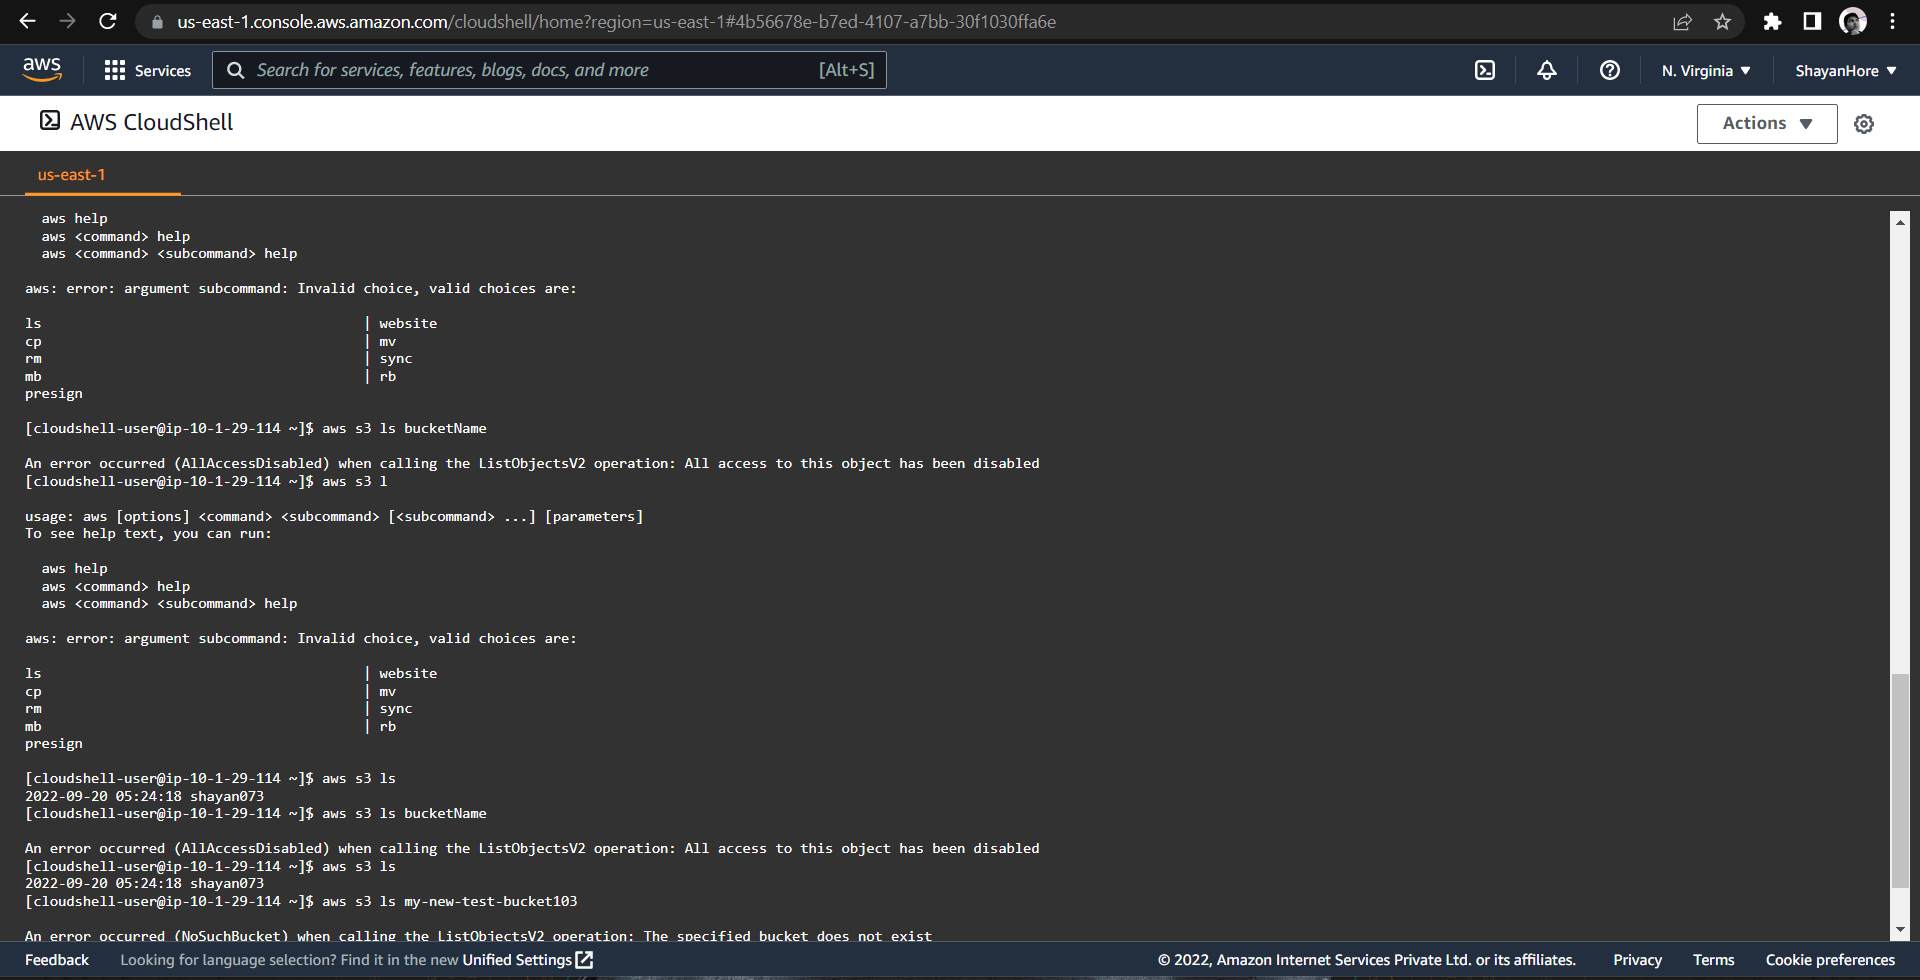 us-east-1.console.aws.amazon.com/cloudshell/home?region=us-east-1#4b56678e-b7ed-4107-a7bb-30f1030ffa6e
aws Services Search for services, features, blogs, docs, and more [Alt+S] N. Virginia ▼ ShayanHore ▼
AWS CloudShell Actions ▼
us-east-1
aws help
aws <command> help
aws <command> <subcommand> help
aws: error: argument subcommand: Invalid choice, valid choices are:
ls | website
cp | mv
rm | sync
mb | rb
presign
[cloudshell-user@ip-10-1-29-114 ~]$ aws s3 ls bucketName
An error occurred (AllAccessDisabled) when calling the ListObjectsV2 operation: All access to this object has been disabled
[cloudshell-user@ip-10-1-29-114 ~]$ aws s3 l
usage: aws [options] <command> <subcommand> [<subcommand> ...] [parameters]
To see help text, you can run:
aws help
aws <command> help
aws <command> <subcommand> help
aws: error: argument subcommand: Invalid choice, valid choices are:
ls | website
cp | mv
rm | sync
mb | rb
presign
[cloudshell-user@ip-10-1-29-114 ~]$ aws s3 ls
2022-09-20 05:24:18 shayan073
[cloudshell-user@ip-10-1-29-114 ~]$ aws s3 ls bucketName
An error occurred (AllAccessDisabled) when calling the ListObjectsV2 operation: All access to this object has been disabled
[cloudshell-user@ip-10-1-29-114 ~]$ aws s3 ls
2022-09-20 05:24:18 shayan073
[cloudshell-user@ip-10-1-29-114 ~]$ aws s3 ls my-new-test-bucket103
An error occurred (NoSuchBucket) when calling the ListObjectsV2 operation: The specified bucket does not exist
Feedback Looking for language selection? Find it in the new Unified Settings © 2022, Amazon Internet Services Private Ltd. or its affiliates. Privacy Terms Cookie preferences